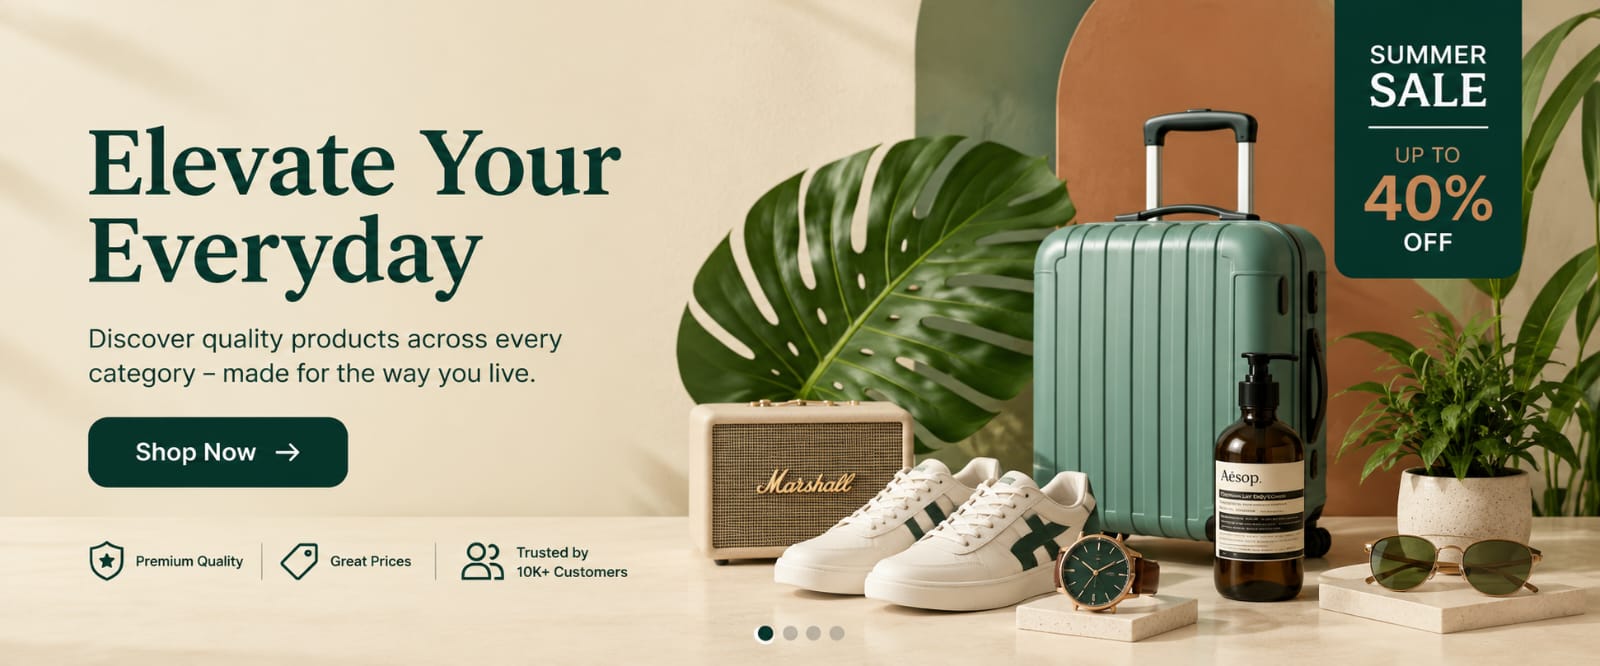 Elevate Your
Everyday
Discover quality products across every
category – made for the way you live.
Shop Now
Premium Quality
Great Prices
Trusted by
10K+ Customers
SUMMER
SALE
UP TO
40%
OFF
Marshall
Aēsop.